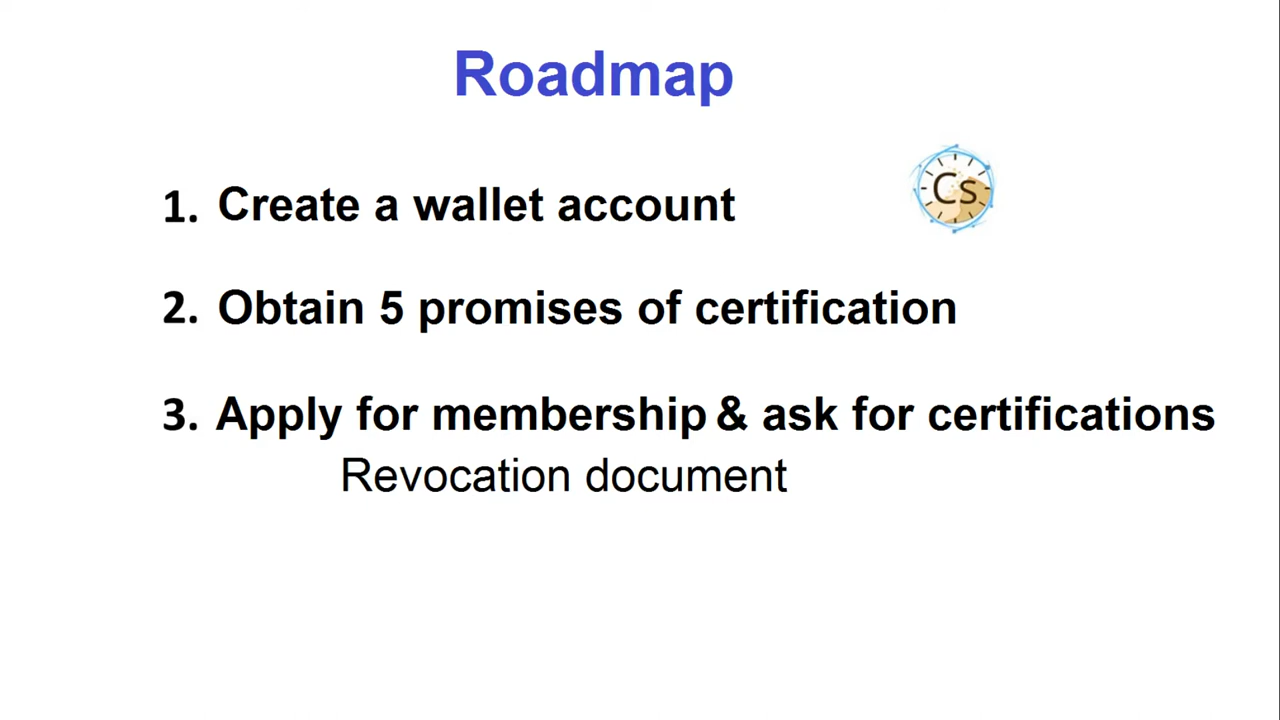 Roadmap
1. Create a wallet account
Cs
2. Obtain 5 promises of certification
3. Apply for membership & ask for certifications
Revocation document